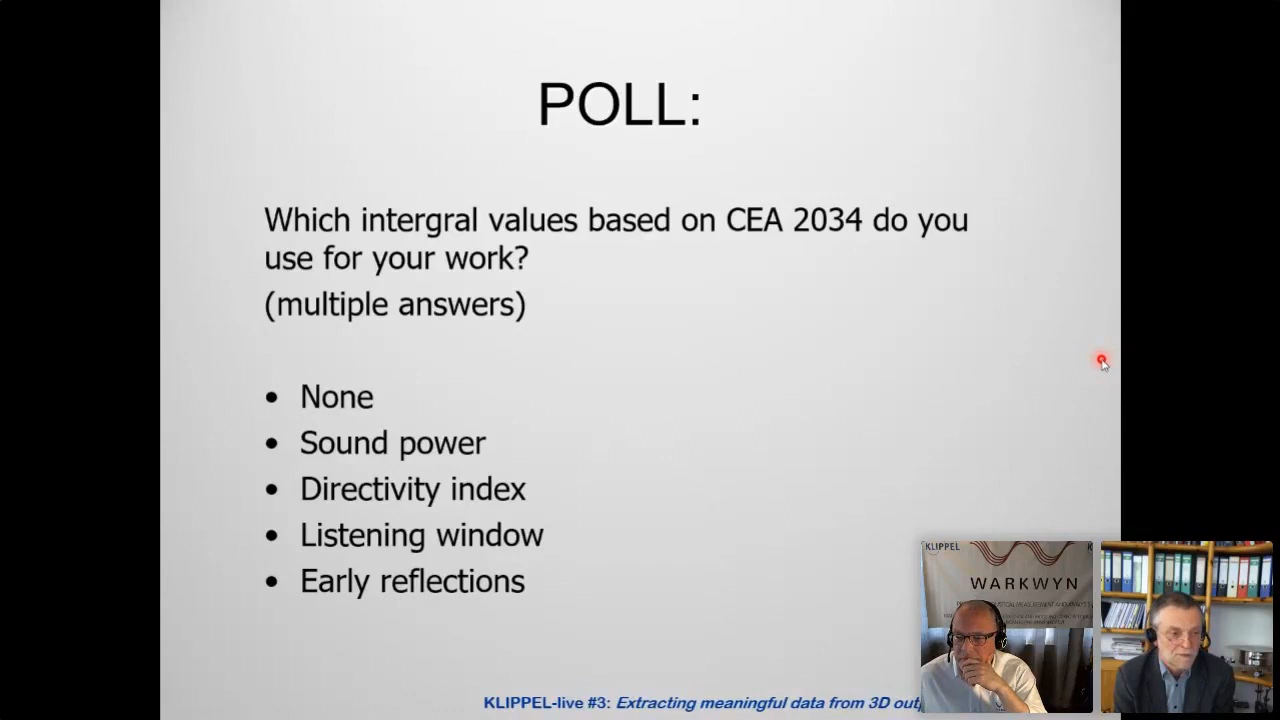 POLL:
Which intergral values based on CEA 2034 do you
use for your work?
(multiple answers)
• None
• Sound power
• Directivity index
• Listening window
• Early reflections
KLIPPEL
WARKWYN
KLIPPEL-live #3: Extracting meaningful data from 3D